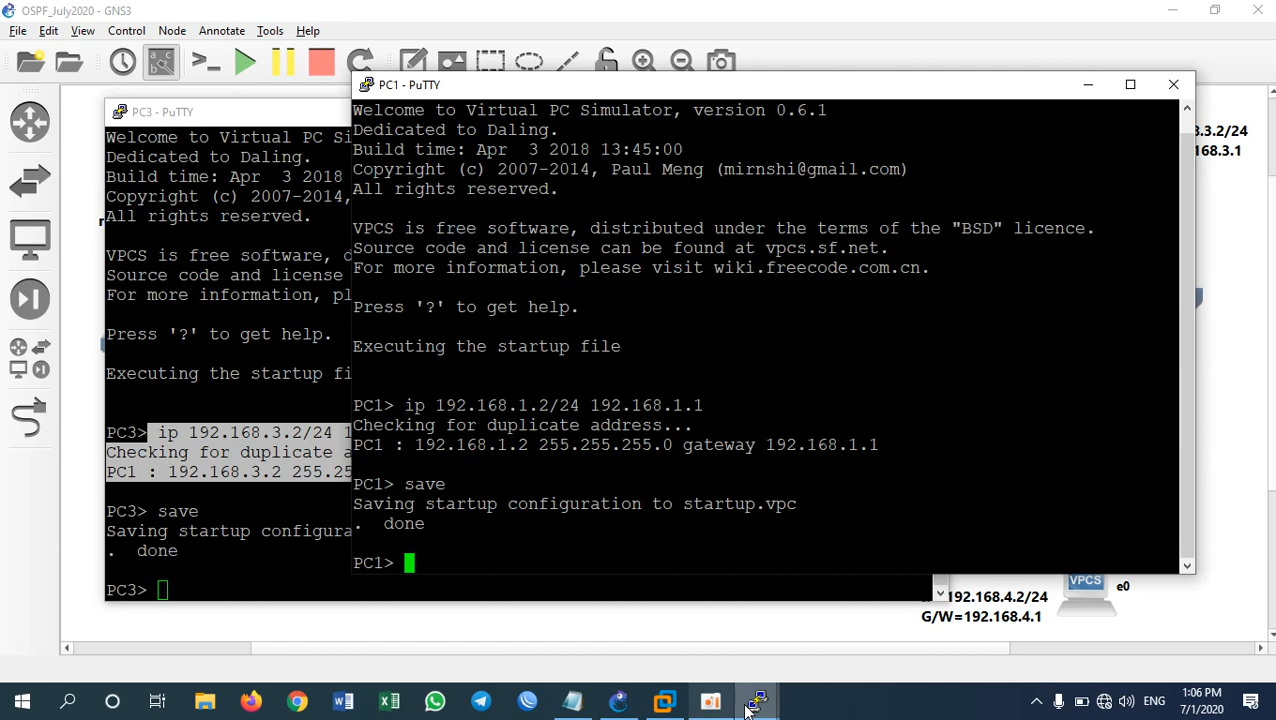 OSPF_July2020 - GNS3
File Edit View Control Node Annotate Tools Help
PC3 - PuTTY
Welcome to Virtual PC Si
Dedicated to Daling.
Build time: Apr 3 2018
Copyright (c) 2007-2014,
All rights reserved.
VPCS is free software, d
Source code and license
For more information, pl
Press '?' to get help.
Executing the startup fi
PC3> ip 192.168.3.2/24 1
Checking for duplicate a
PC1 : 192.168.3.2 255.25
PC3> save
Saving startup configura
. done
PC3>
PC1 - PuTTY
Welcome to Virtual PC Simulator, version 0.6.1
Dedicated to Daling.
Build time: Apr 3 2018 13:45:00
Copyright (c) 2007-2014, Paul Meng (mirnshi@gmail.com)
All rights reserved.
VPCS is free software, distributed under the terms of the "BSD" licence.
Source code and license can be found at vpcs.sf.net.
For more information, please visit wiki.freecode.com.cn.
Press '?' to get help.
Executing the startup file
PC1> ip 192.168.1.2/24 192.168.1.1
Checking for duplicate address...
PC1 : 192.168.1.2 255.255.255.0 gateway 192.168.1.1
PC1> save
Saving startup configuration to startup.vpc
. done
PC1>
.3.2/24
168.3.1
VPCS
e0
192.168.4.2/24
G/W=192.168.4.1
ENG
1:06 PM
7/1/2020